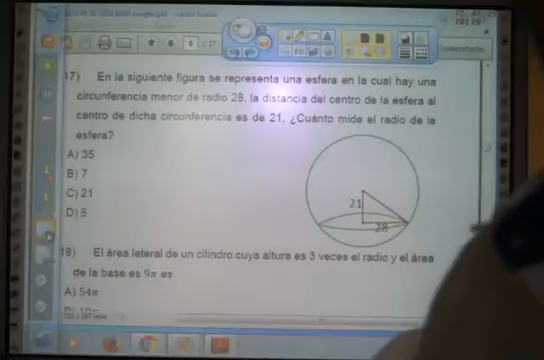 6 / 17
Comentario
17) En la siguiente figura se representa una esfera en la cual hay una
circunferencia menor de radio 28, la distancia del centro de la esfera al
centro de dicha circunferencia es de 21, ¿Cuánto mide el radio de la
esfera?
A) 35
B) 7
C) 21
D) 5
21
28
18) El área lateral de un cilindro cuya altura es 3 veces el radio y el área
de la base es 9π es
A) 54π